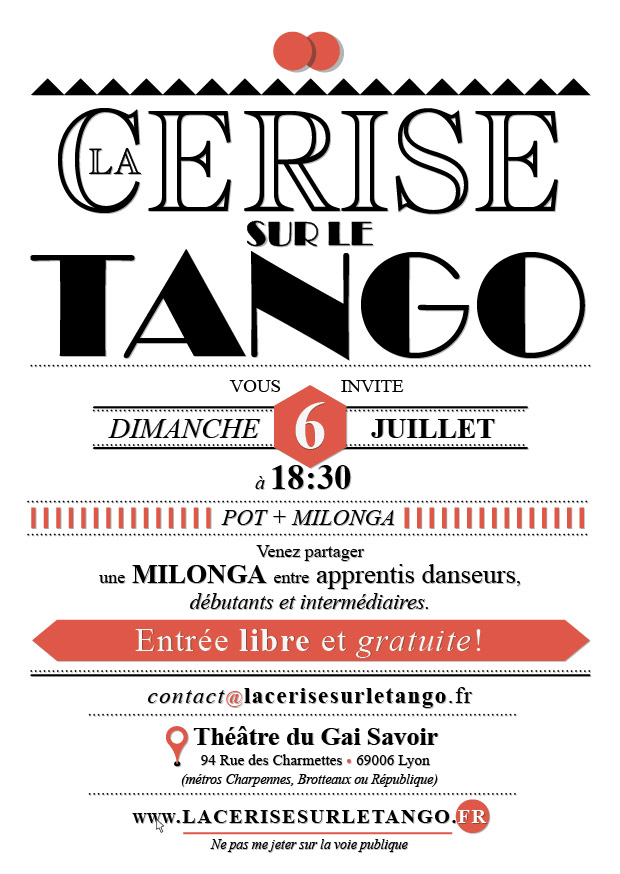 LA CERISE
SUR LE
TANGO
VOUS INVITE
DIMANCHE 6 JUILLET
à 18:30
POT + MILONGA
Venez partager
une MILONGA entre apprentis danseurs,
débutants et intermédiaires.
Entrée libre et gratuite!
contact@lacerisesurletango.fr
Théâtre du Gai Savoir
94 Rue des Charmettes • 69006 Lyon
(métros Charpennes, Brotteaux ou République)
www.LACERISESURLETANGO.FR
Ne pas me jeter sur la voie publique